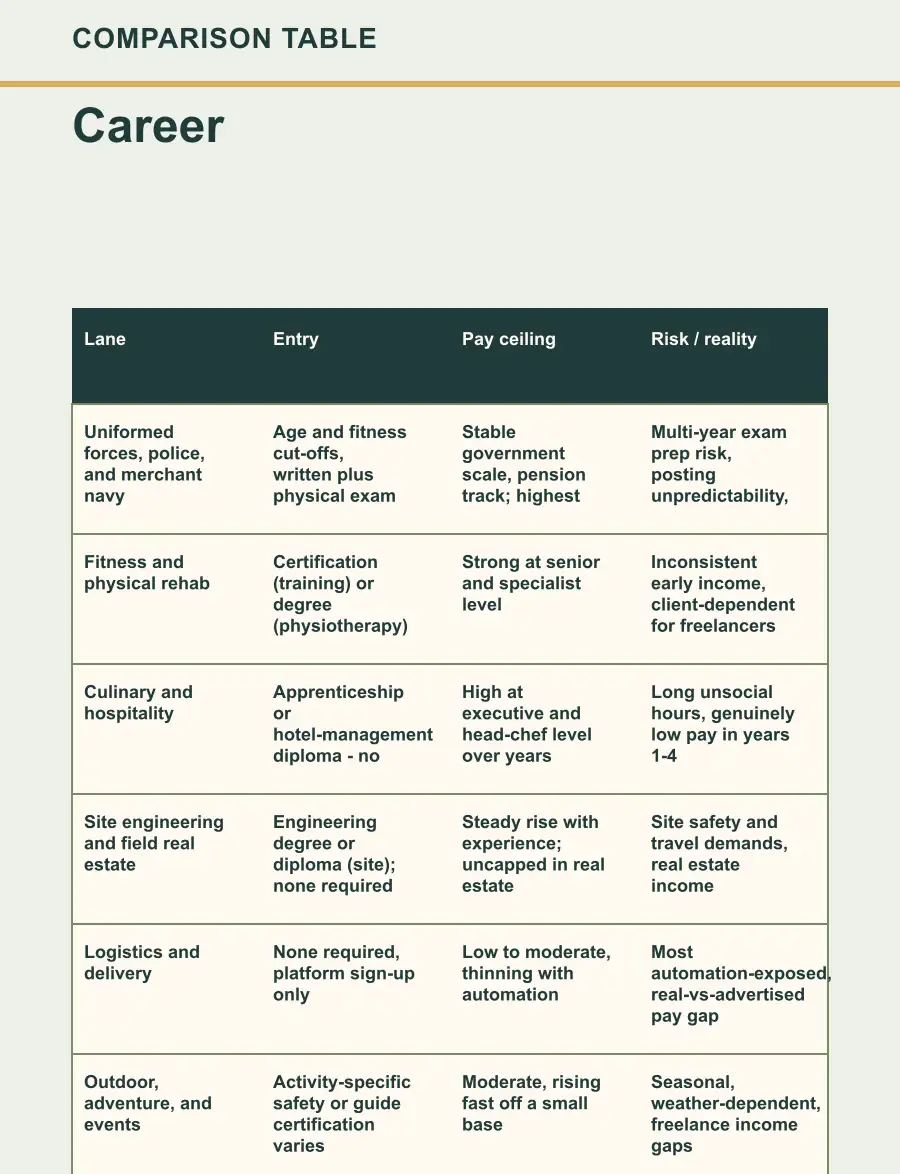 COMPARISON TABLE
Career
Lane
Entry
Pay ceiling
Risk / reality
Uniformed
forces, police,
and merchant
navy
Age and fitness
cut-offs,
written plus
physical exam
Stable
government
scale, pension
track; highest
Multi-year exam
prep risk,
posting
unpredictability,
Fitness and
physical rehab
Certification
(training) or
degree
(physiotherapy)
Strong at senior
and specialist
level
Inconsistent
early income,
client-dependent
for freelancers
Culinary and
hospitality
Apprenticeship
or
hotel-management
diploma - no
High at
executive and
head-chef level
over years
Long unsocial
hours, genuinely
low pay in years
1-4
Site engineering
and field real
estate
Engineering
degree or
diploma (site);
none required
Steady rise with
experience;
uncapped in real
estate
Site safety and
travel demands,
real estate
income
Logistics and
delivery
None required,
platform sign-up
only
Low to moderate,
thinning with
automation
Most
automation-exposed,
real-vs-advertised
pay gap
Outdoor,
adventure, and
events
Activity-specific
safety or guide
certification
varies
Moderate, rising
fast off a small
base
Seasonal,
weather-dependent,
freelance income
gaps